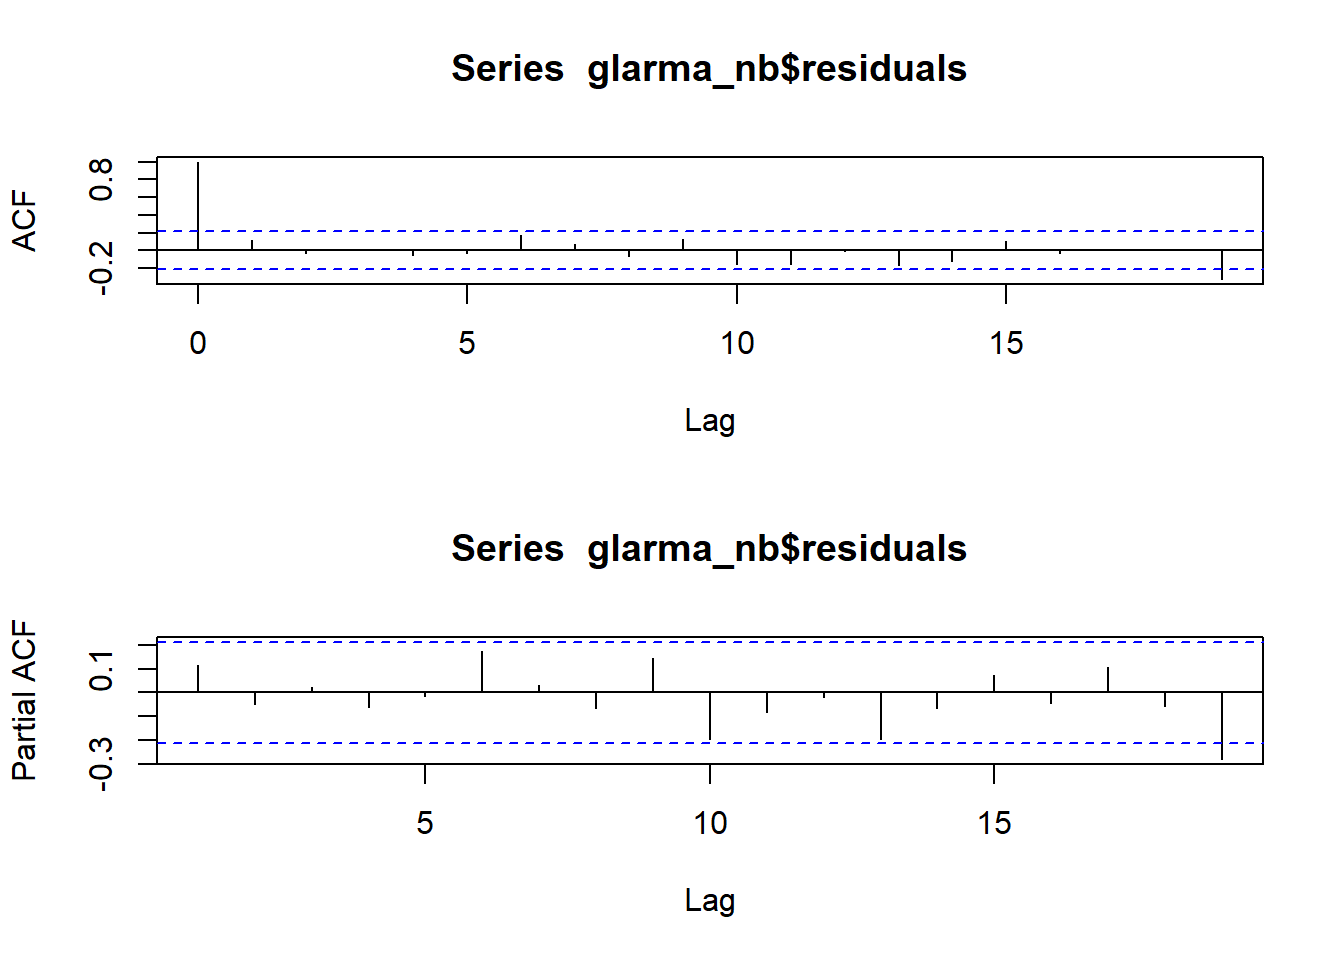 Series  glarma_nb$residuals
ACF
0.8
-0.2
0 5 10 15
Lag
Series  glarma_nb$residuals
Partial ACF
0.1
-0.3
5 10 15
Lag